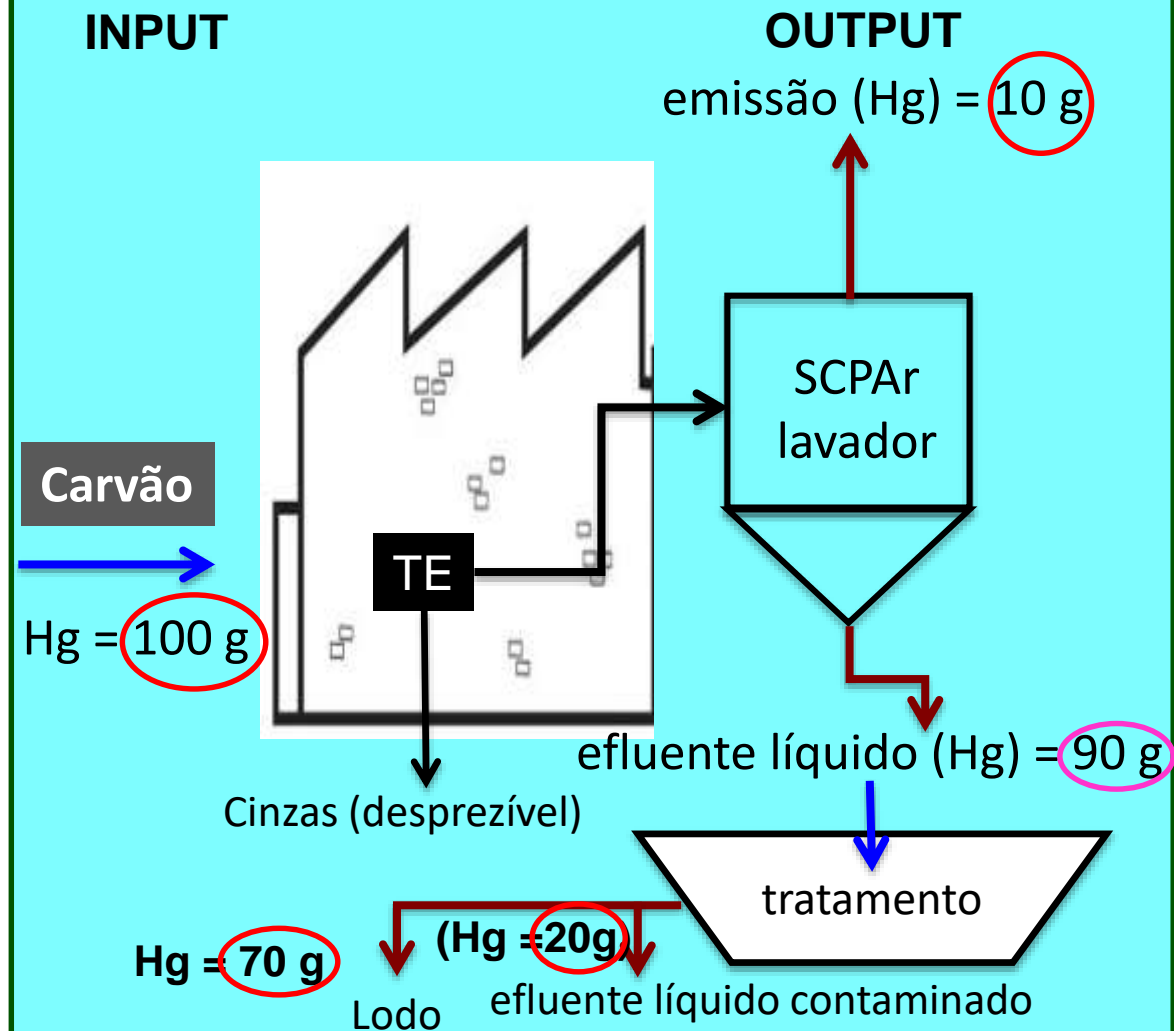 INPUT
OUTPUT
emissão (Hg) = 10 g
SCPAr
lavador
Carvão
TE
Hg = 100 g
efluente líquido (Hg) = 90 g
Cinzas (desprezível)
tratamento
(Hg =20g)
Hg = 70 g
efluente líquido contaminado
Lodo